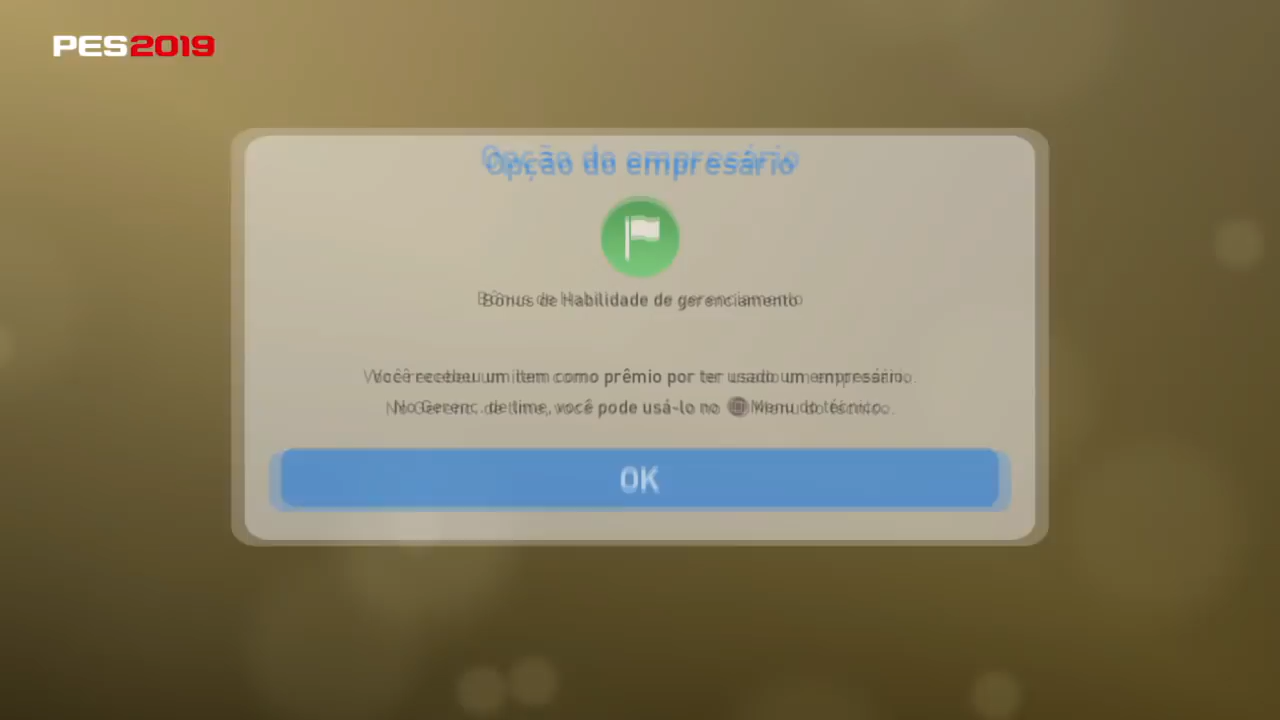 PES2019
Opção do empresário
Bônus de Habilidade de gerenciamento
Você recebeu um item como prêmio por ter usado um empresário.
No Gerenc. de time, você pode usá-lo no Menu do técnico.
OK